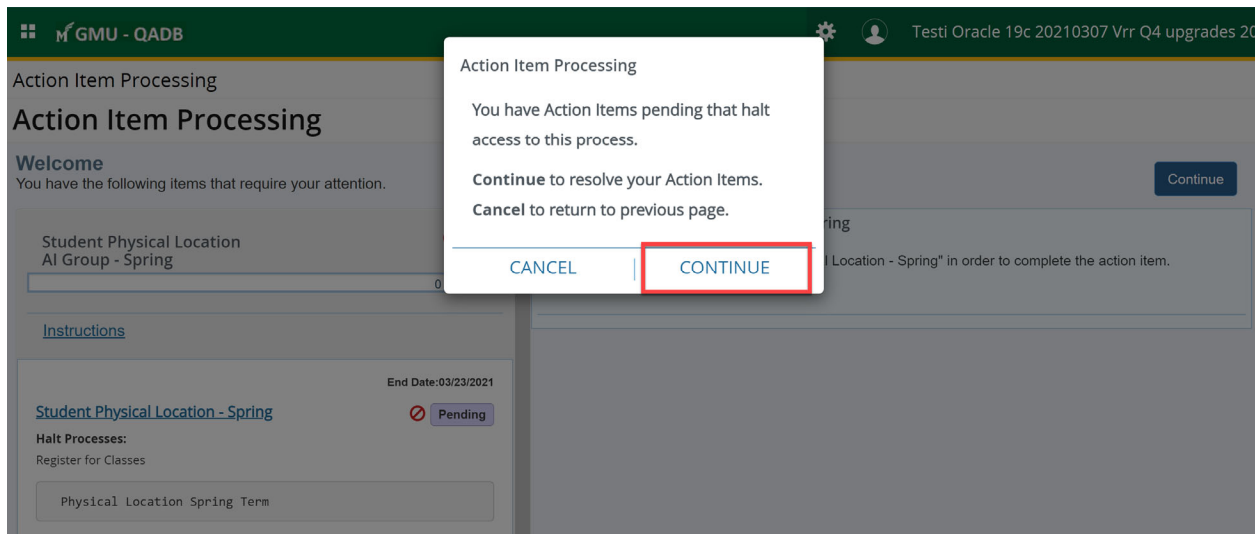 GMU - QADB
Testi Oracle 19c 20210307 Vrr Q4 upgrades 20
Action Item Processing
Action Item Processing
Welcome
You have the following items that require your attention.
Continue
Student Physical Location
AI Group - Spring
0
Instructions
End Date:03/23/2021
Student Physical Location - Spring
Pending
Halt Processes:
Register for Classes
Physical Location Spring Term
Action Item Processing
You have Action Items pending that halt
access to this process.
Continue to resolve your Action Items.
Cancel to return to previous page.
CANCEL
CONTINUE
ring
Location - Spring" in order to complete the action item.